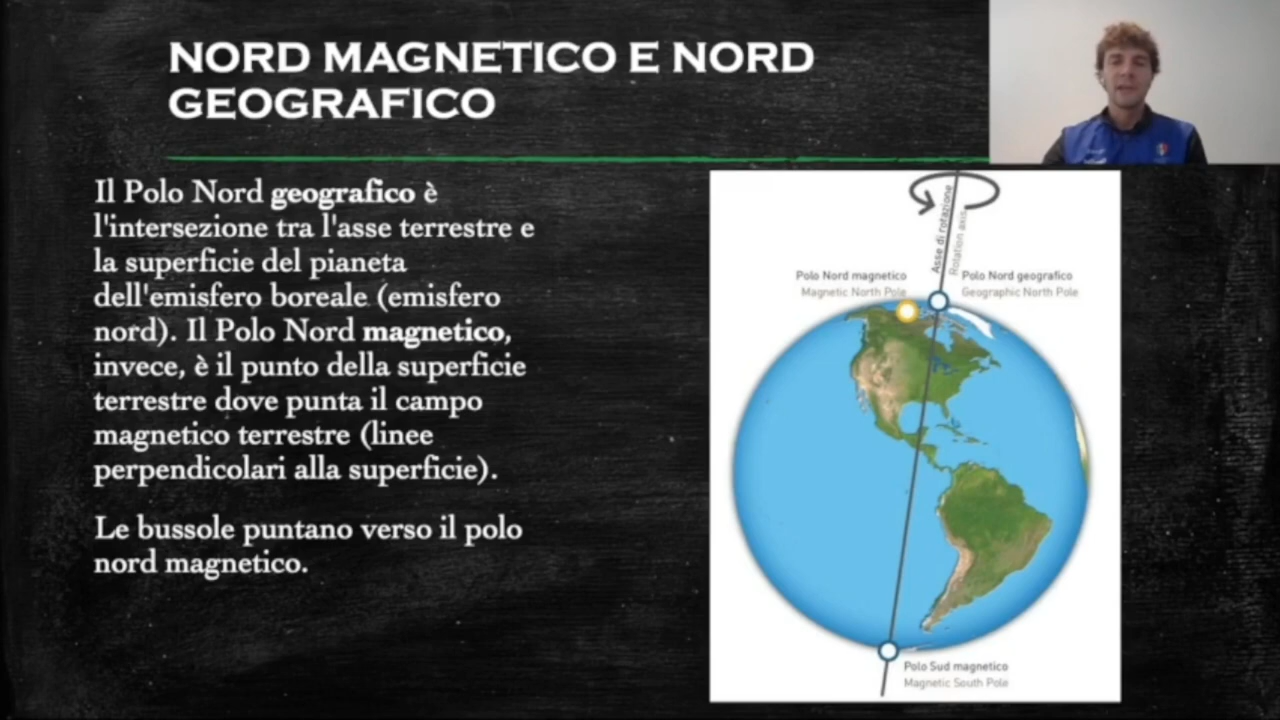 NORD MAGNETICO E NORD
GEOGRAFICO
Il Polo Nord geografico è
l'intersezione tra l'asse terrestre e
la superficie del pianeta
dell'emisfero boreale (emisfero
nord). Il Polo Nord magnetico,
invece, è il punto della superficie
terrestre dove punta il campo
magnetico terrestre (linee
perpendicolari alla superficie).
Le bussole puntano verso il polo
nord magnetico.
Asse di rotazione
Rotation axis
Polo Nord magnetico
Magnetic North Pole
Polo Nord geografico
Geographic North Pole
Polo Sud magnetico
Magnetic South Pole